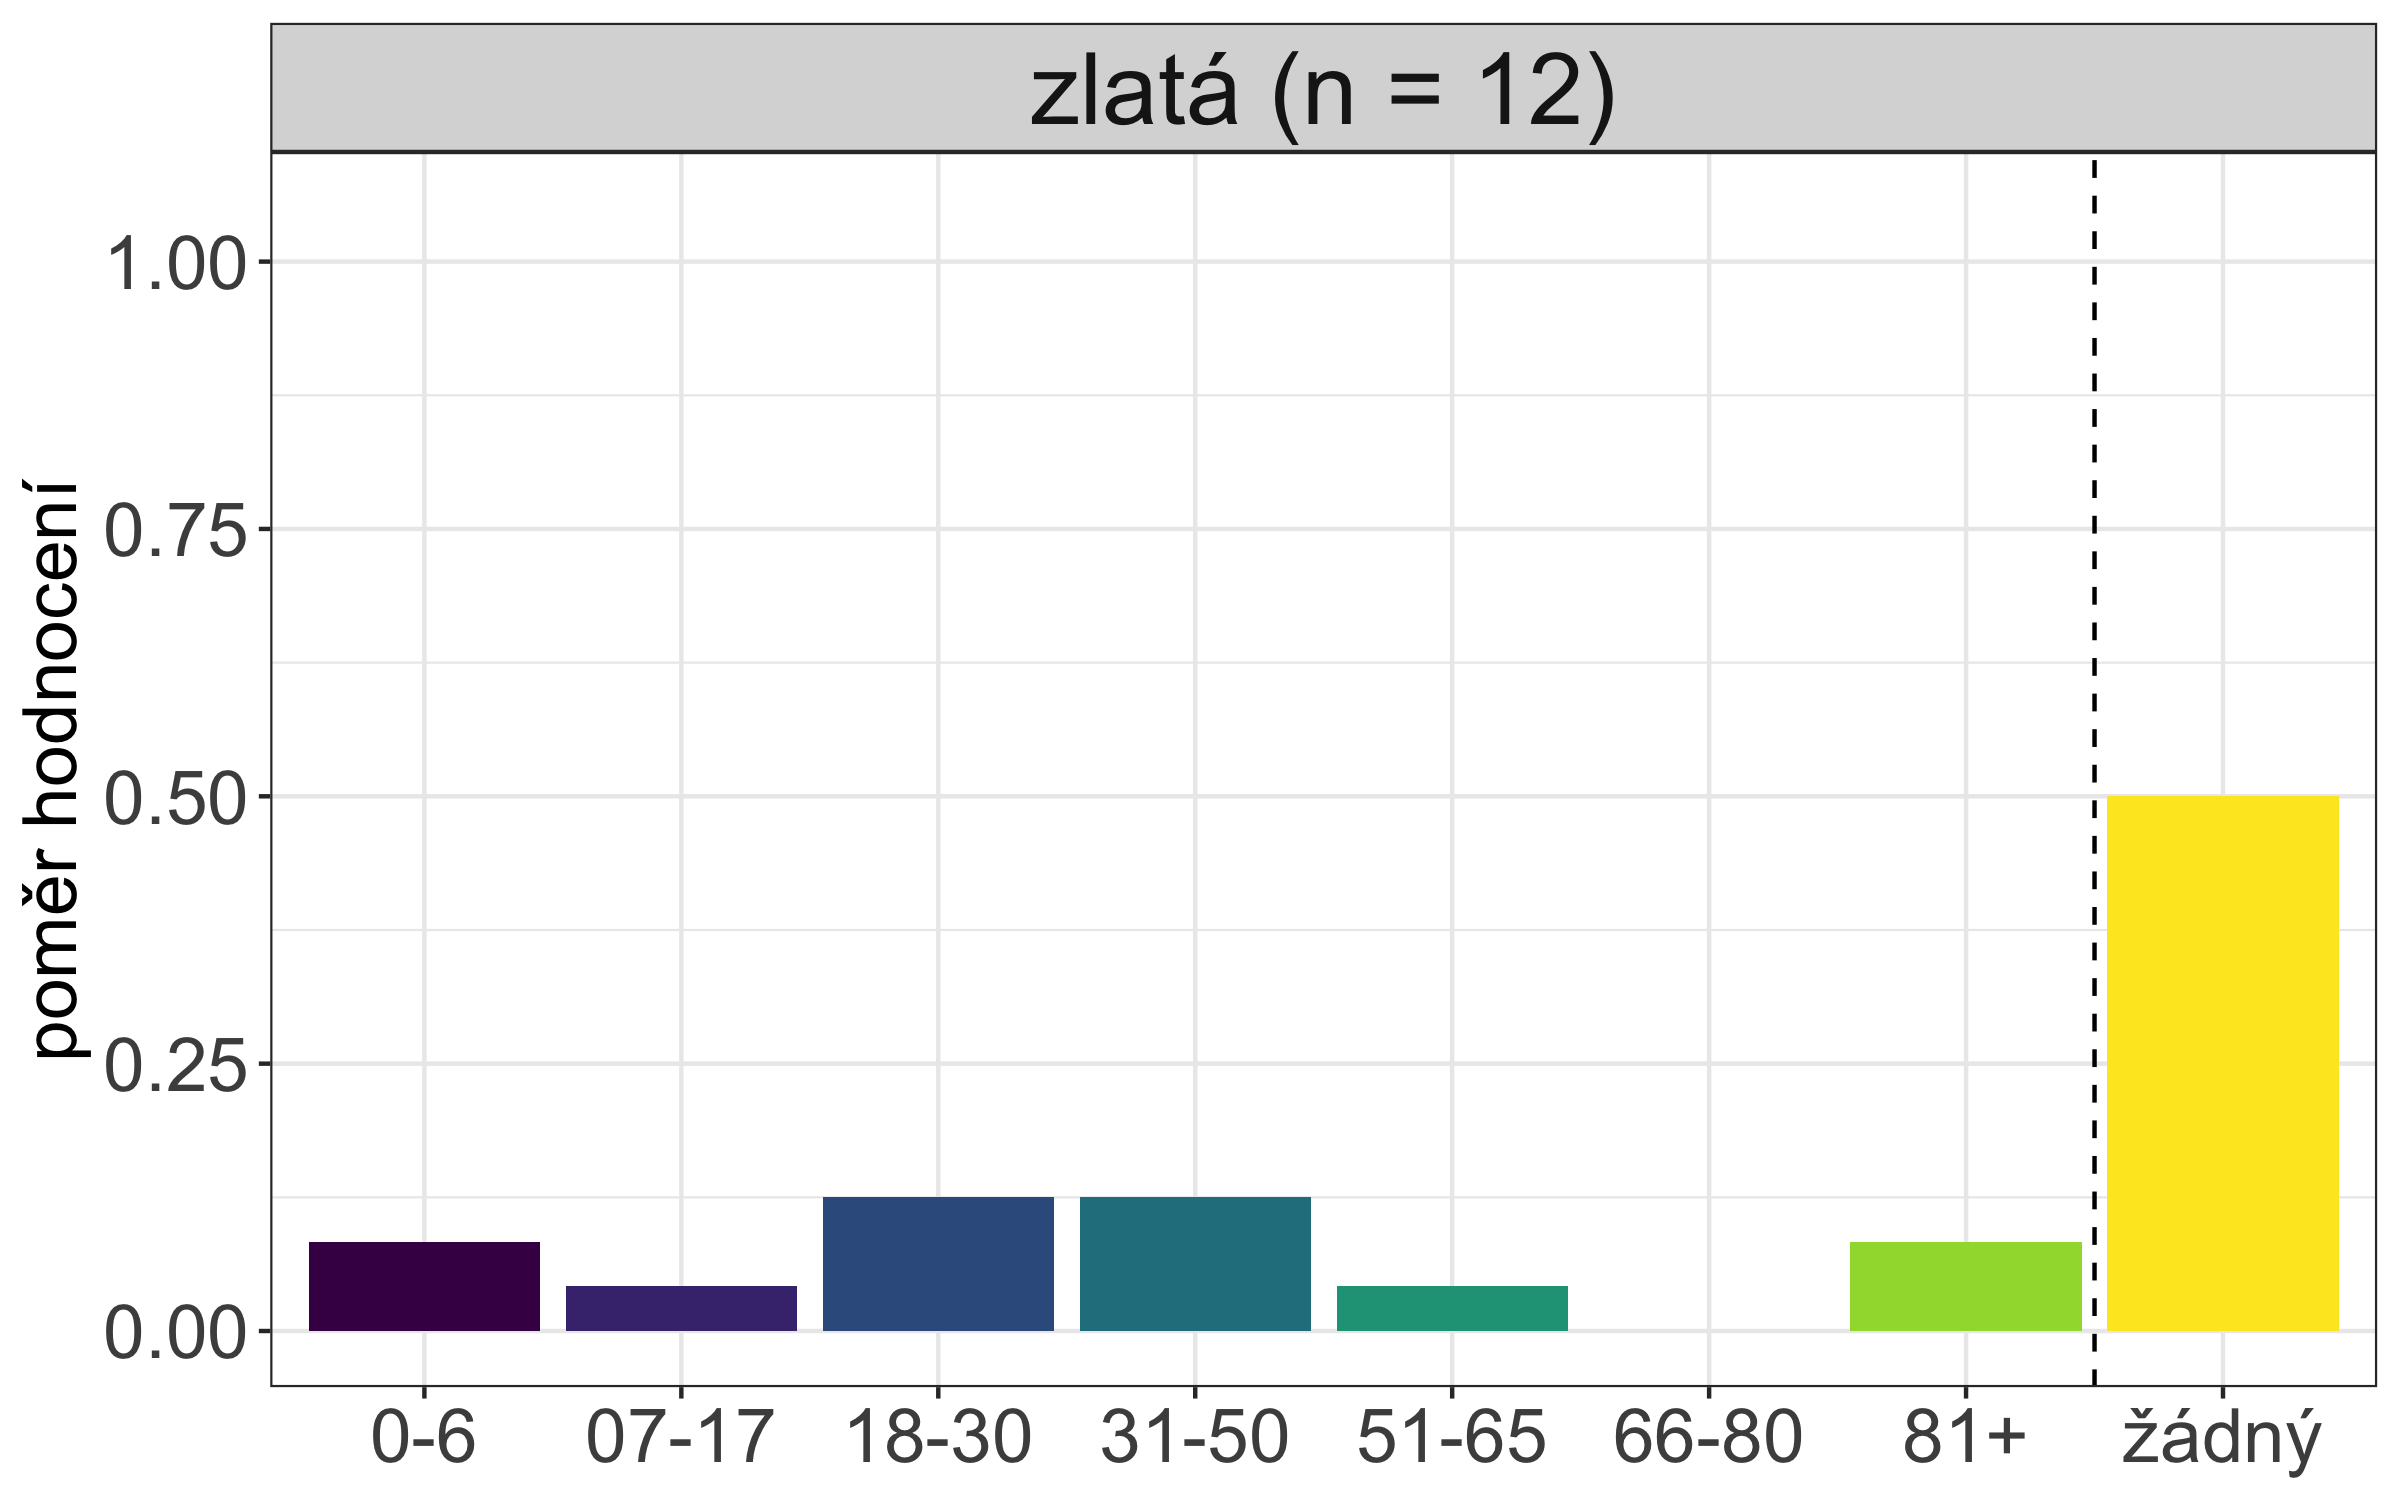 zlatá (n = 12)
poměr hodnocení
1.00
0.75
0.50
0.25
0.00
0-6 07-17 18-30 31-50 51-65 66-80 81+ žádný